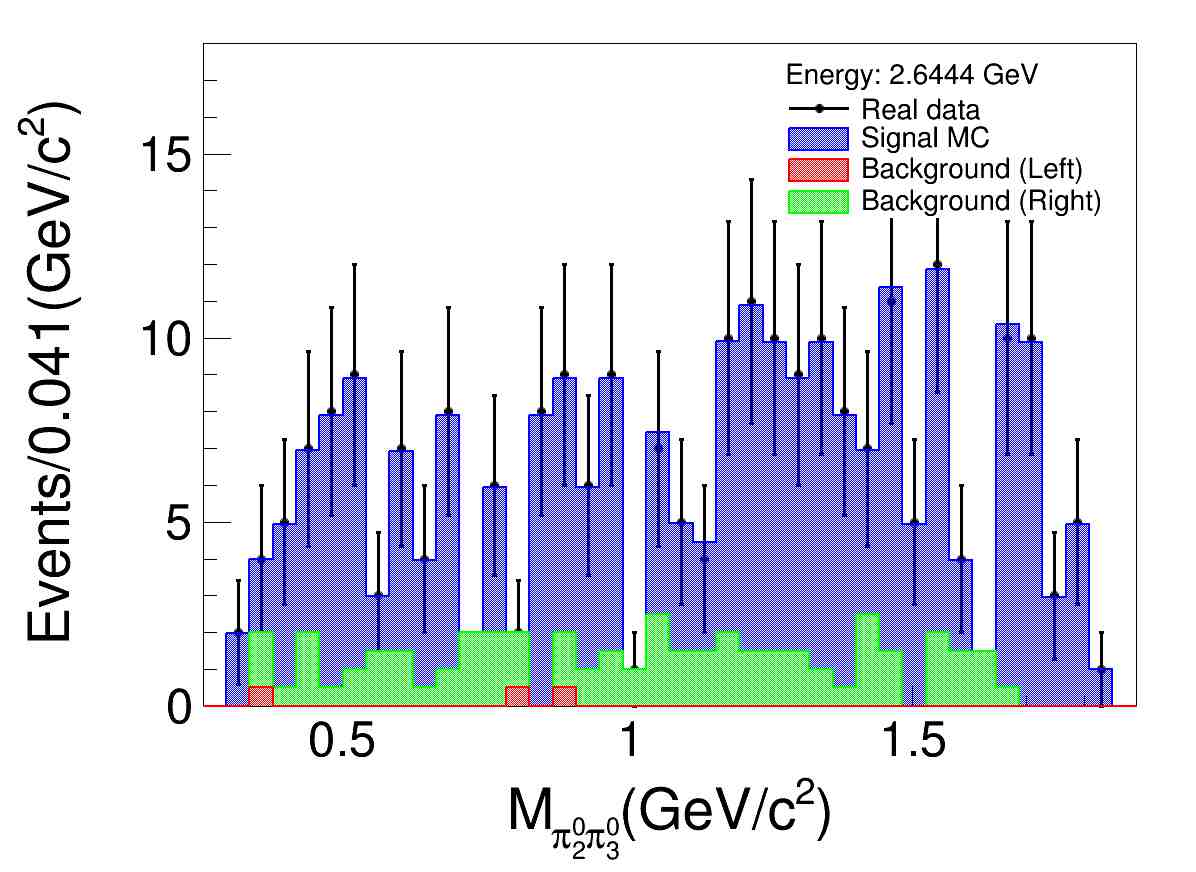 Energy: 2.6444 GeV
Real data
Signal MC
Background (Left)
Background (Right)
Events/0.041(GeV/c²)
15
10
5
0
0.5
1
1.5
M_{π⁰₂π⁰₃}(GeV/c²)